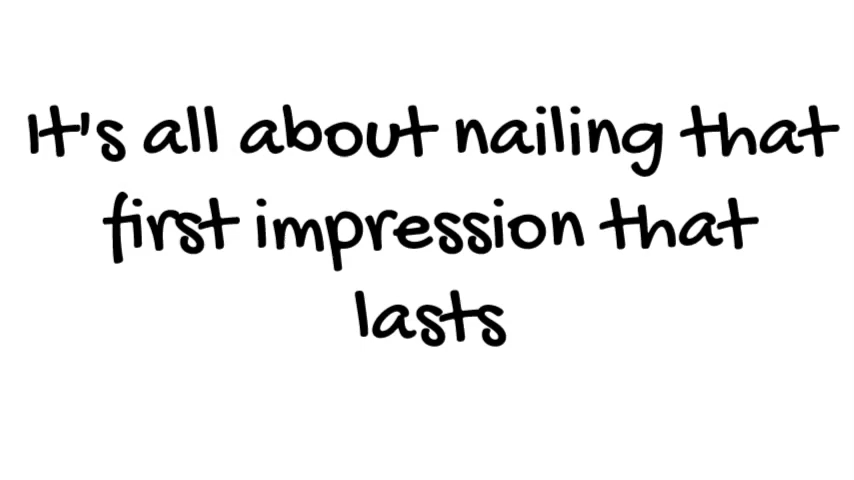 It's all about nailing that
first impression that
lasts